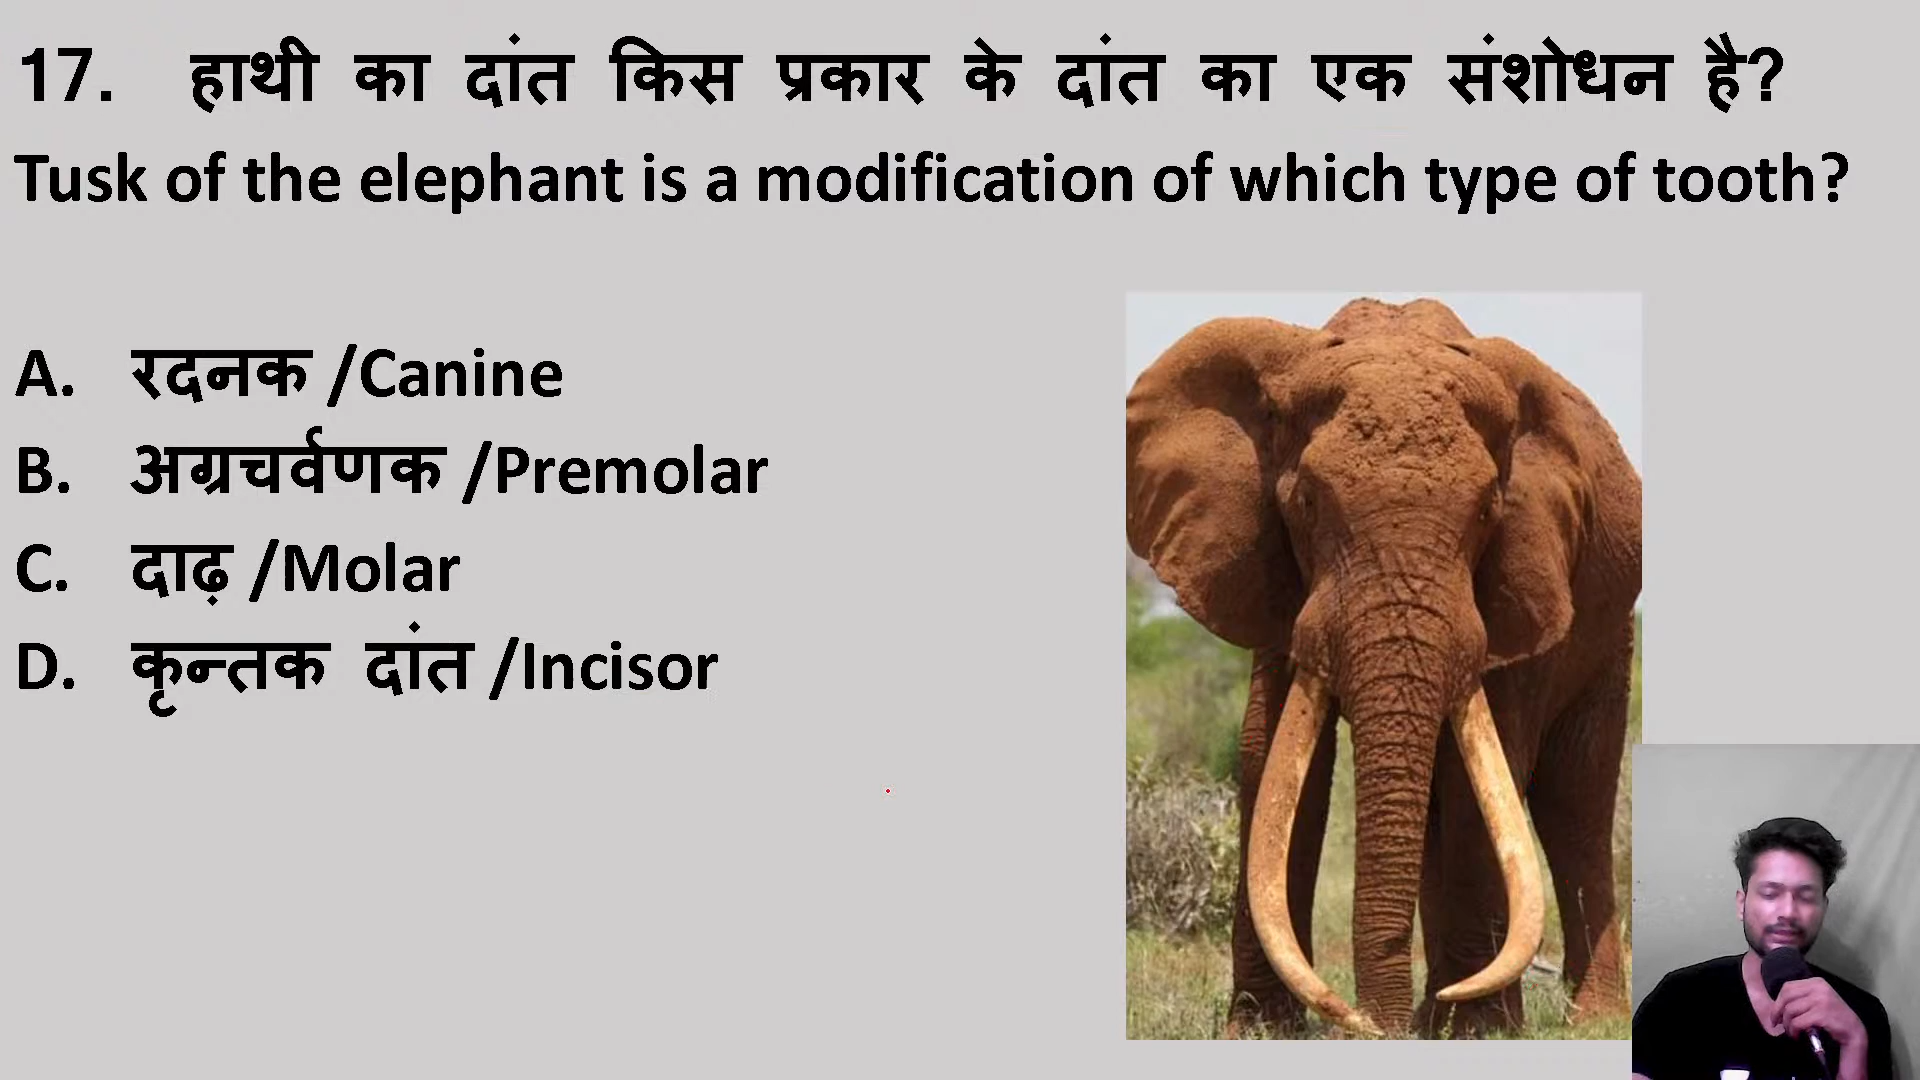 17. हाथी का दांत किस प्रकार के दांत का एक संशोधन है?
Tusk of the elephant is a modification of which type of tooth?
A. रदनक /Canine
B. अग्रचर्वणक /Premolar
C. दाढ़ /Molar
D. कृन्तक दांत /Incisor